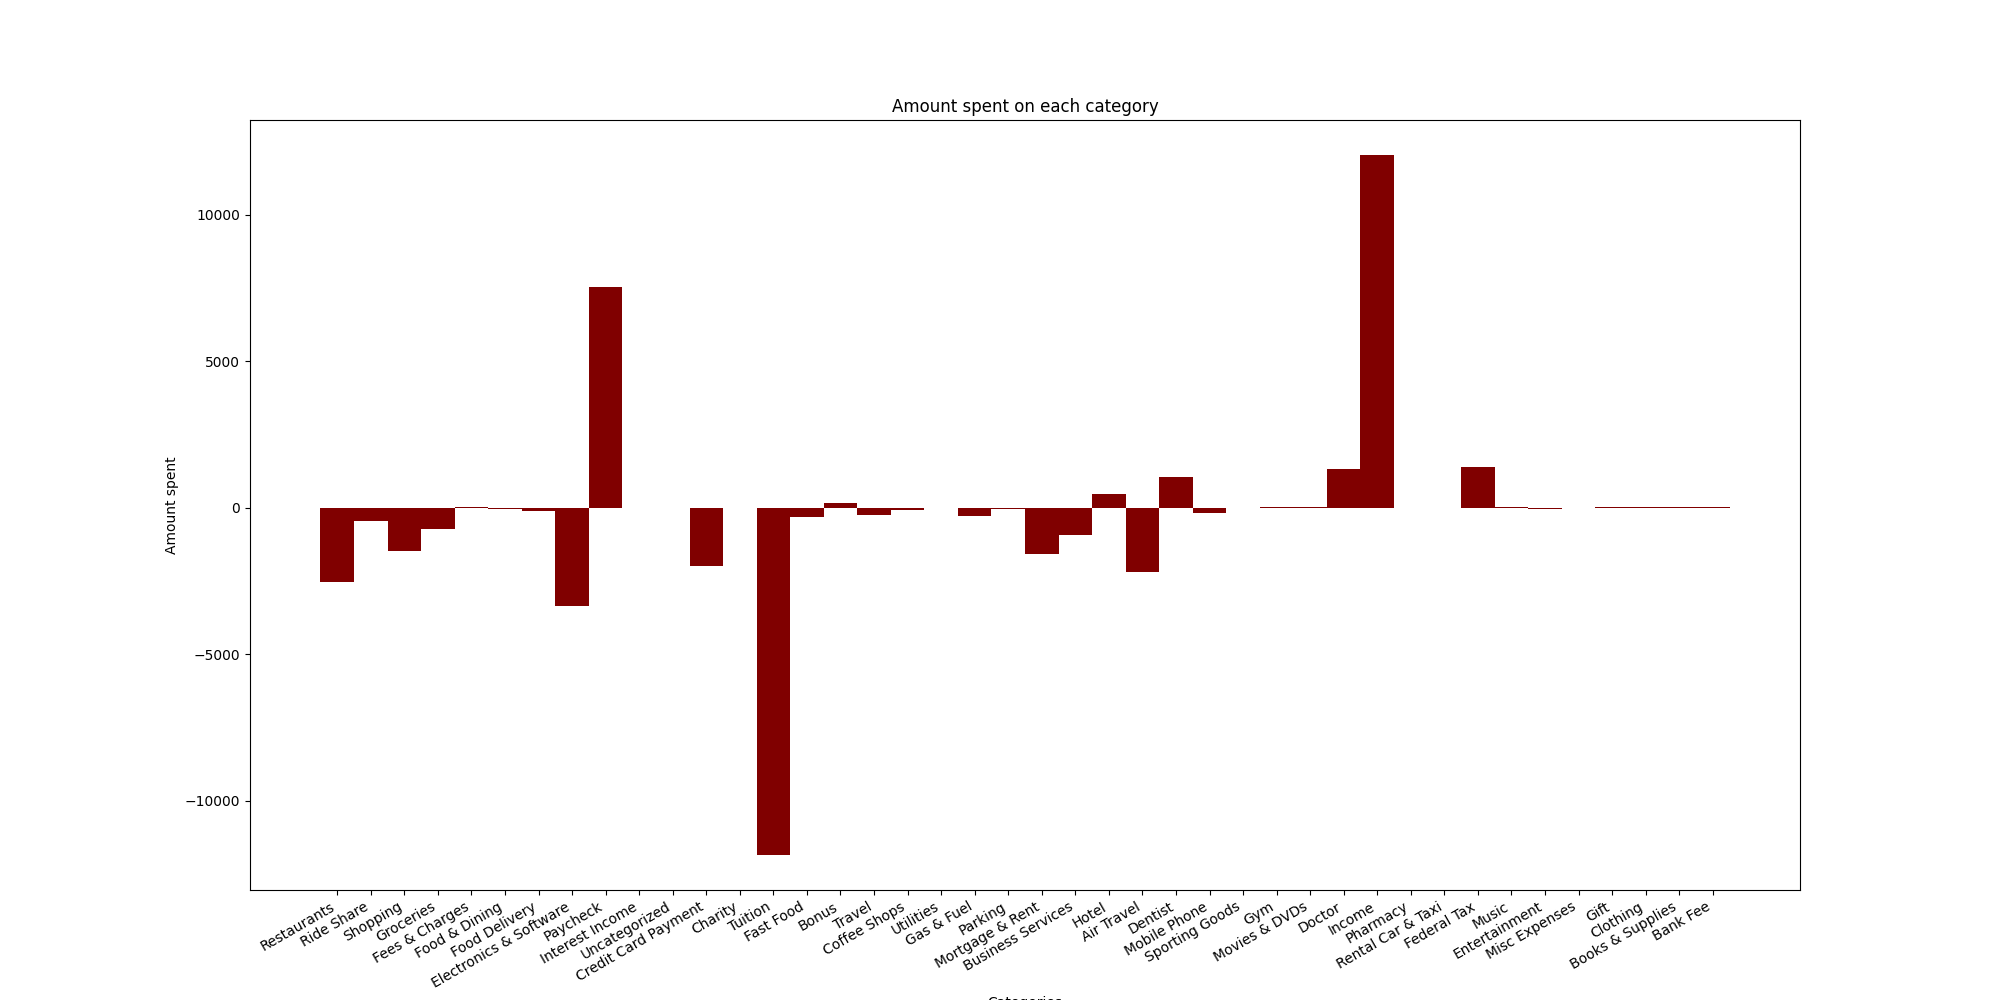 Amount spent on each category
Amount spent
10000
5000
0
−5000
−10000
Restaurants
Ride Share
Shopping
Groceries
Fees & Charges
Food & Dining
Food Delivery
Electronics & Software
Paycheck
Interest Income
Uncategorized
Credit Card Payment
Charity
Tuition
Fast Food
Bonus
Travel
Coffee Shops
Utilities
Gas & Fuel
Parking
Mortgage & Rent
Business Services
Hotel
Air Travel
Dentist
Mobile Phone
Sporting Goods
Gym
Movies & DVDs
Doctor
Income
Pharmacy
Rental Car & Taxi
Federal Tax
Music
Entertainment
Misc Expenses
Gift
Clothing
Books & Supplies
Bank Fee
Categories